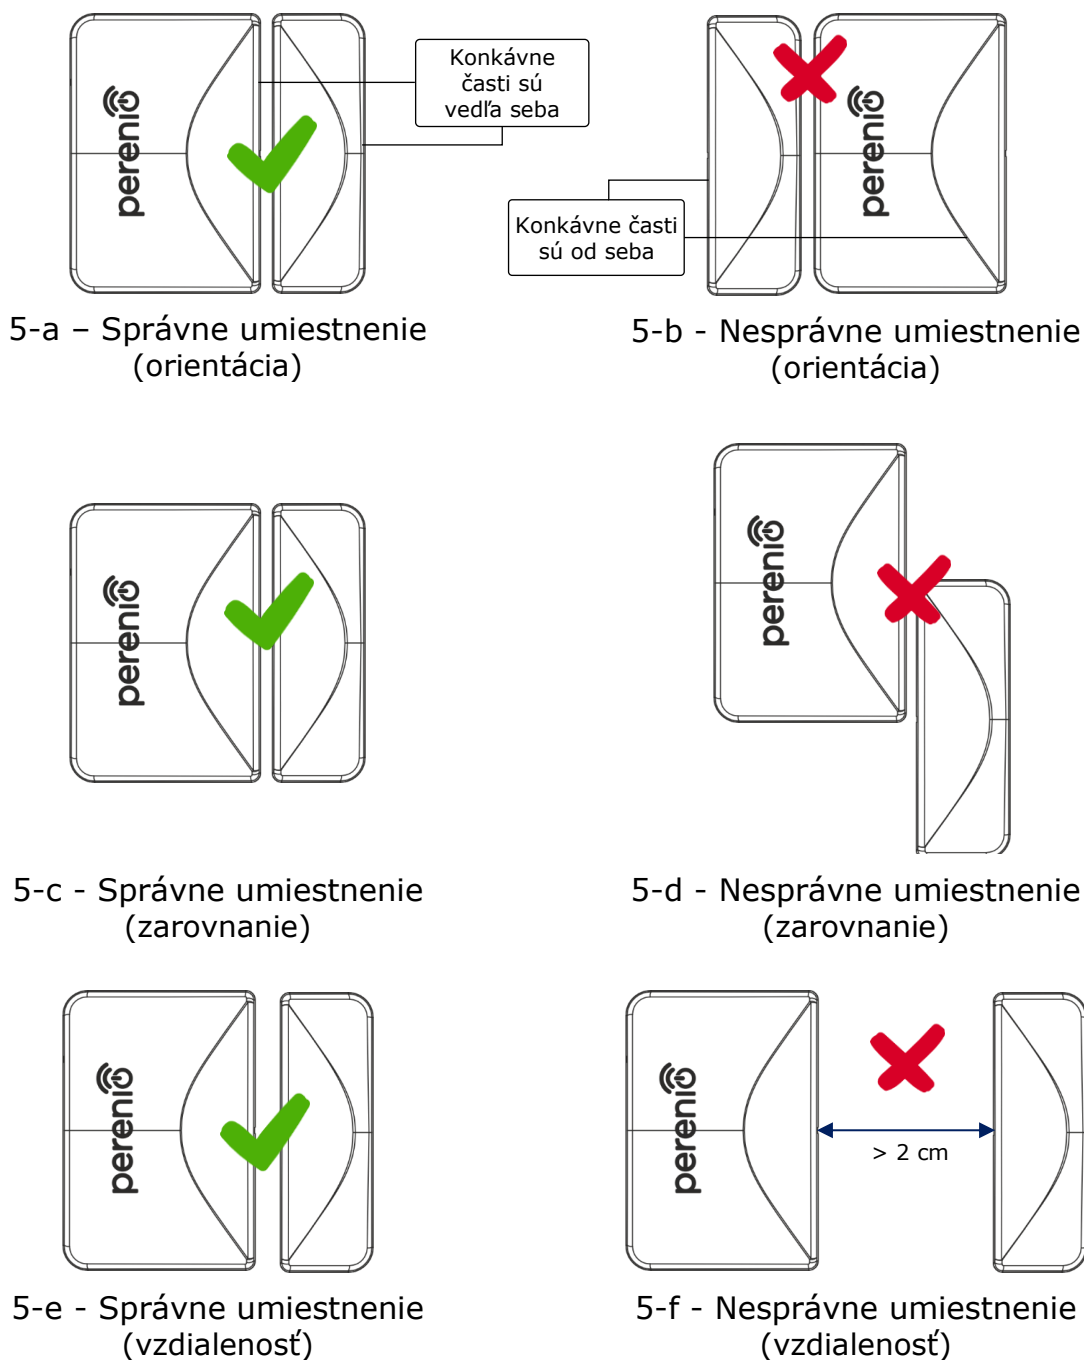 perenio
Konkávne
časti sú
vedľa seba
perenio
Konkávne časti
sú od seba
5-a – Správne umiestnenie
(orientácia)
5-b - Nesprávne umiestnenie
(orientácia)
perenio
perenio
5-c - Správne umiestnenie
(zarovnanie)
5-d - Nesprávne umiestnenie
(zarovnanie)
perenio
perenio
> 2 cm
5-e - Správne umiestnenie
(vzdialenosť)
5-f - Nesprávne umiestnenie
(vzdialenosť)